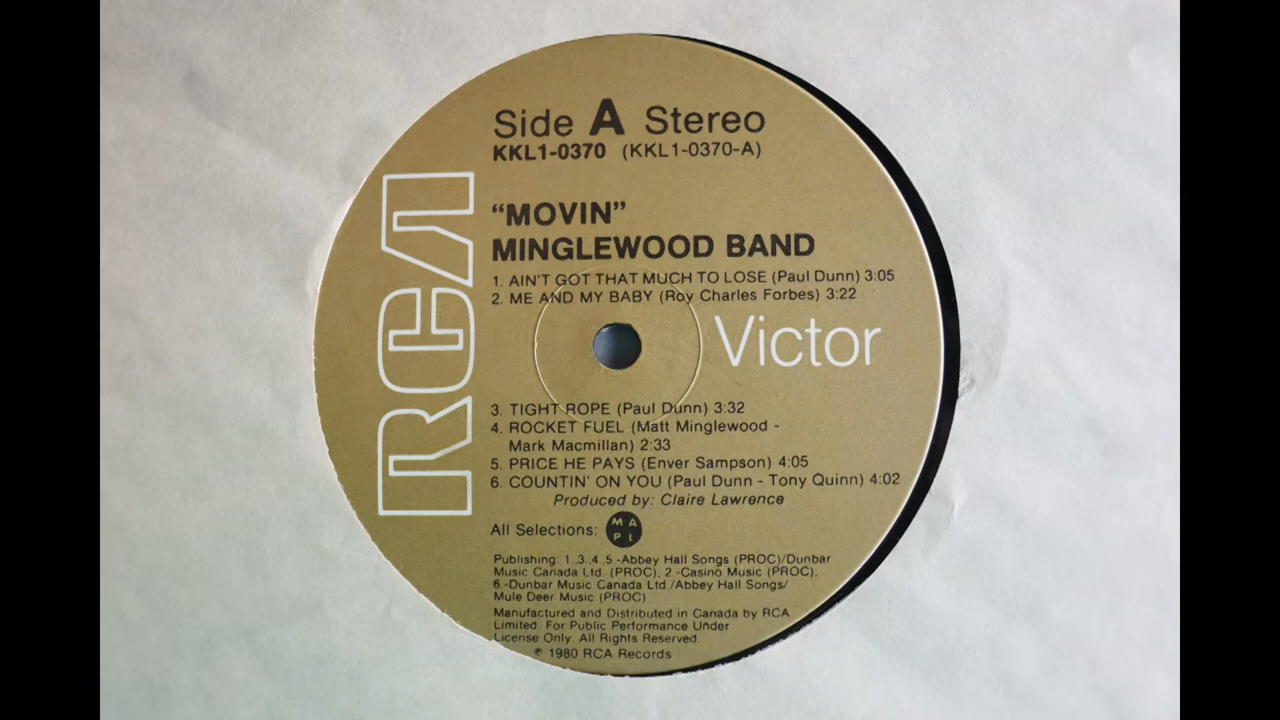 Side A Stereo
KKL1-0370 (KKL1-0370-A)
"MOVIN"
MINGLEWOOD BAND
1. AIN'T GOT THAT MUCH TO LOSE (Paul Dunn) 3:05
2. ME AND MY BABY (Roy Charles Forbes) 3:22
RCA
Victor
3. TIGHT ROPE (Paul Dunn) 3:32
4. ROCKET FUEL (Matt Minglewood -
Mark Macmillan) 2:33
5. PRICE HE PAYS (Enver Sampson) 4:05
6. COUNTIN' ON YOU (Paul Dunn - Tony Quinn) 4:02
Produced by: Claire Lawrence
All Selections: MAPL
Publishing: 1,3,4,5-Abbey Hall Songs (PROC)/Dunbar
Music Canada Ltd. (PROC), 2-Casino Music (PROC),
6-Dunbar Music Canada Ltd./Abbey Hall Songs/
Mule Deer Music (PROC)
Manufactured and Distributed in Canada by RCA
Limited. For Public Performance Under
License Only. All Rights Reserved.
℗ 1980 RCA Records